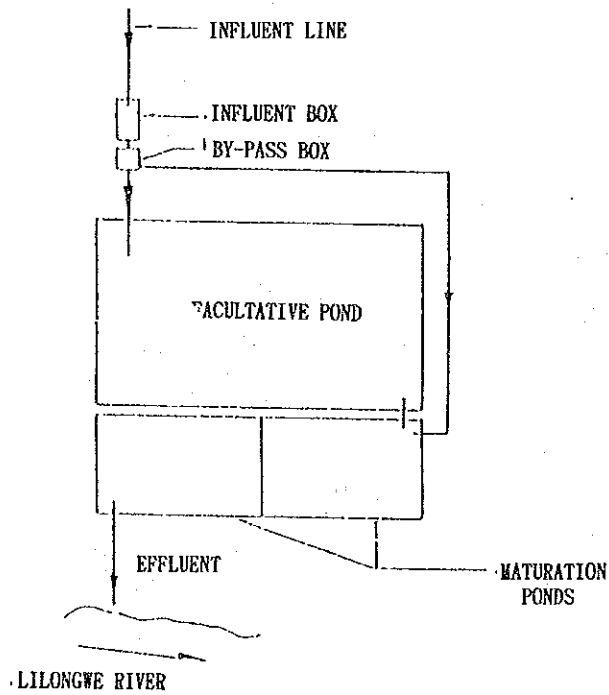 INFLUENT LINE
INFLUENT BOX
BY-PASS BOX
FACULTATIVE POND
EFFLUENT
MATURATION
PONDS
LILONGWE RIVER